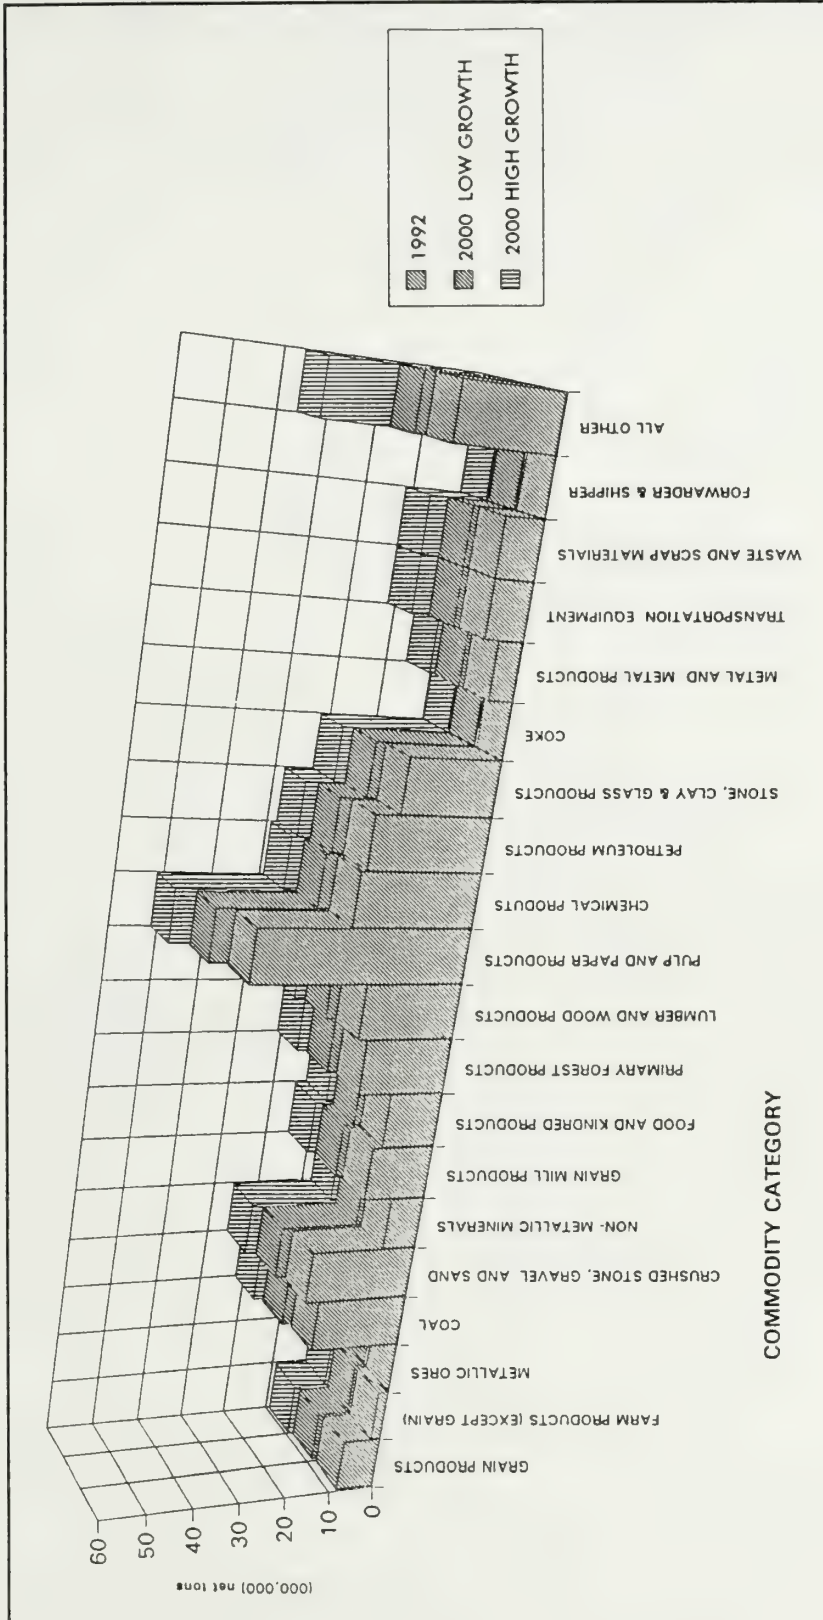 1992
2000 LOW GROWTH
2000 HIGH GROWTH
60
50
40
30
20
10
0
(000,000) net tons
GRAIN PRODUCTS
FARM PRODUCTS (EXCEPT GRAIN)
METALLIC ORES
COAL
CRUSHED STONE, GRAVEL AND SAND
NON- METALLIC MINERALS
GRAIN MILL PRODUCTS
FOOD AND KINDRED PRODUCTS
PRIMARY FOREST PRODUCTS
LUMBER AND WOOD PRODUCTS
PULP AND PAPER PRODUCTS
CHEMICAL PRODUTS
PETROLEUM PRODUCTS
STONE, CLAY & GLASS PRODUCTS
COKE
METAL AND METAL PRODUCTS
TRANSPORTATION EQUIPMENT
WASTE AND SCRAP MATERIALS
FORWARDER & SHIPPER
ALL OTHER
COMMODITY CATEGORY